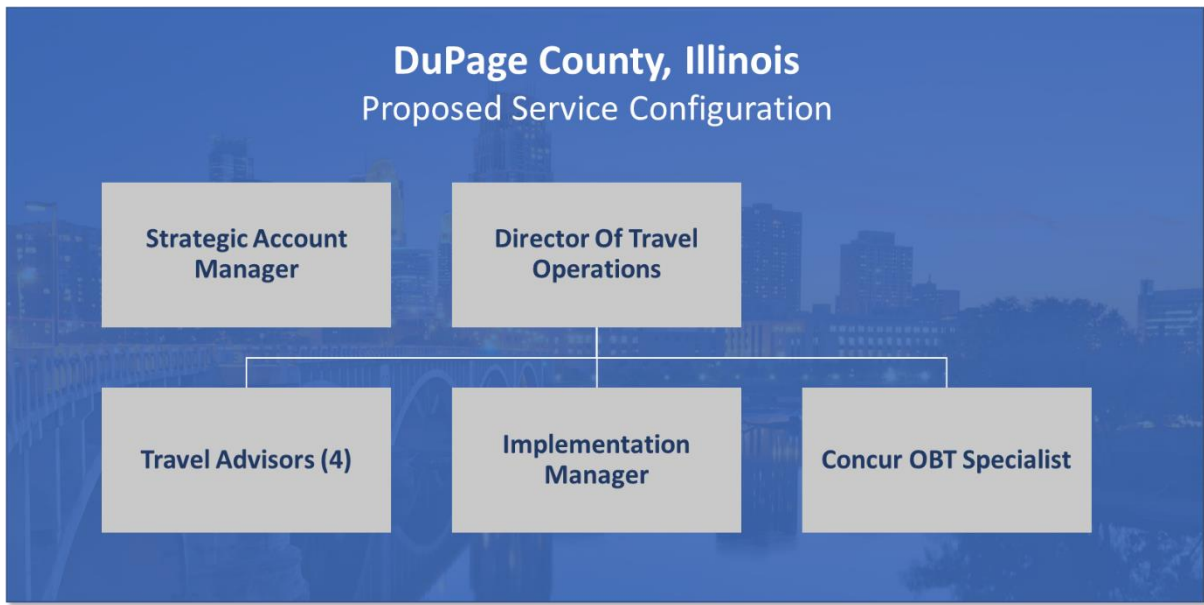 DuPage County, Illinois
Proposed Service Configuration
Strategic Account
Manager
Director Of Travel
Operations
Travel Advisors (4)
Implementation
Manager
Concur OBT Specialist